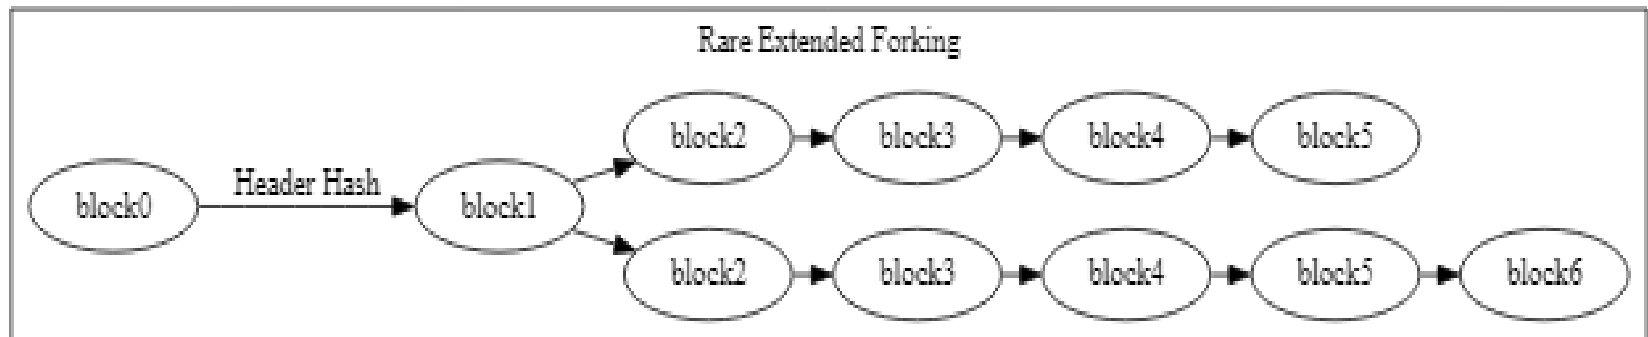 Rare Extended Forking
block2 block3 block4 block5
block0 Header Hash block1
block2 block3 block4 block5 block6